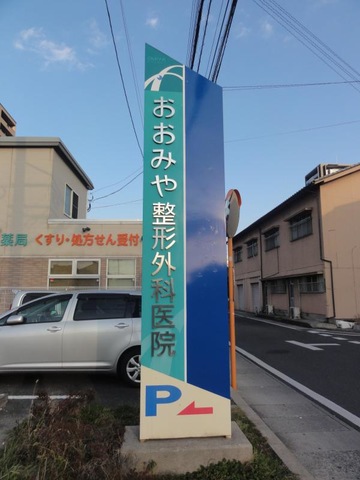 おおみや整形外科医院
P
薬局 くすり・処方せん受付